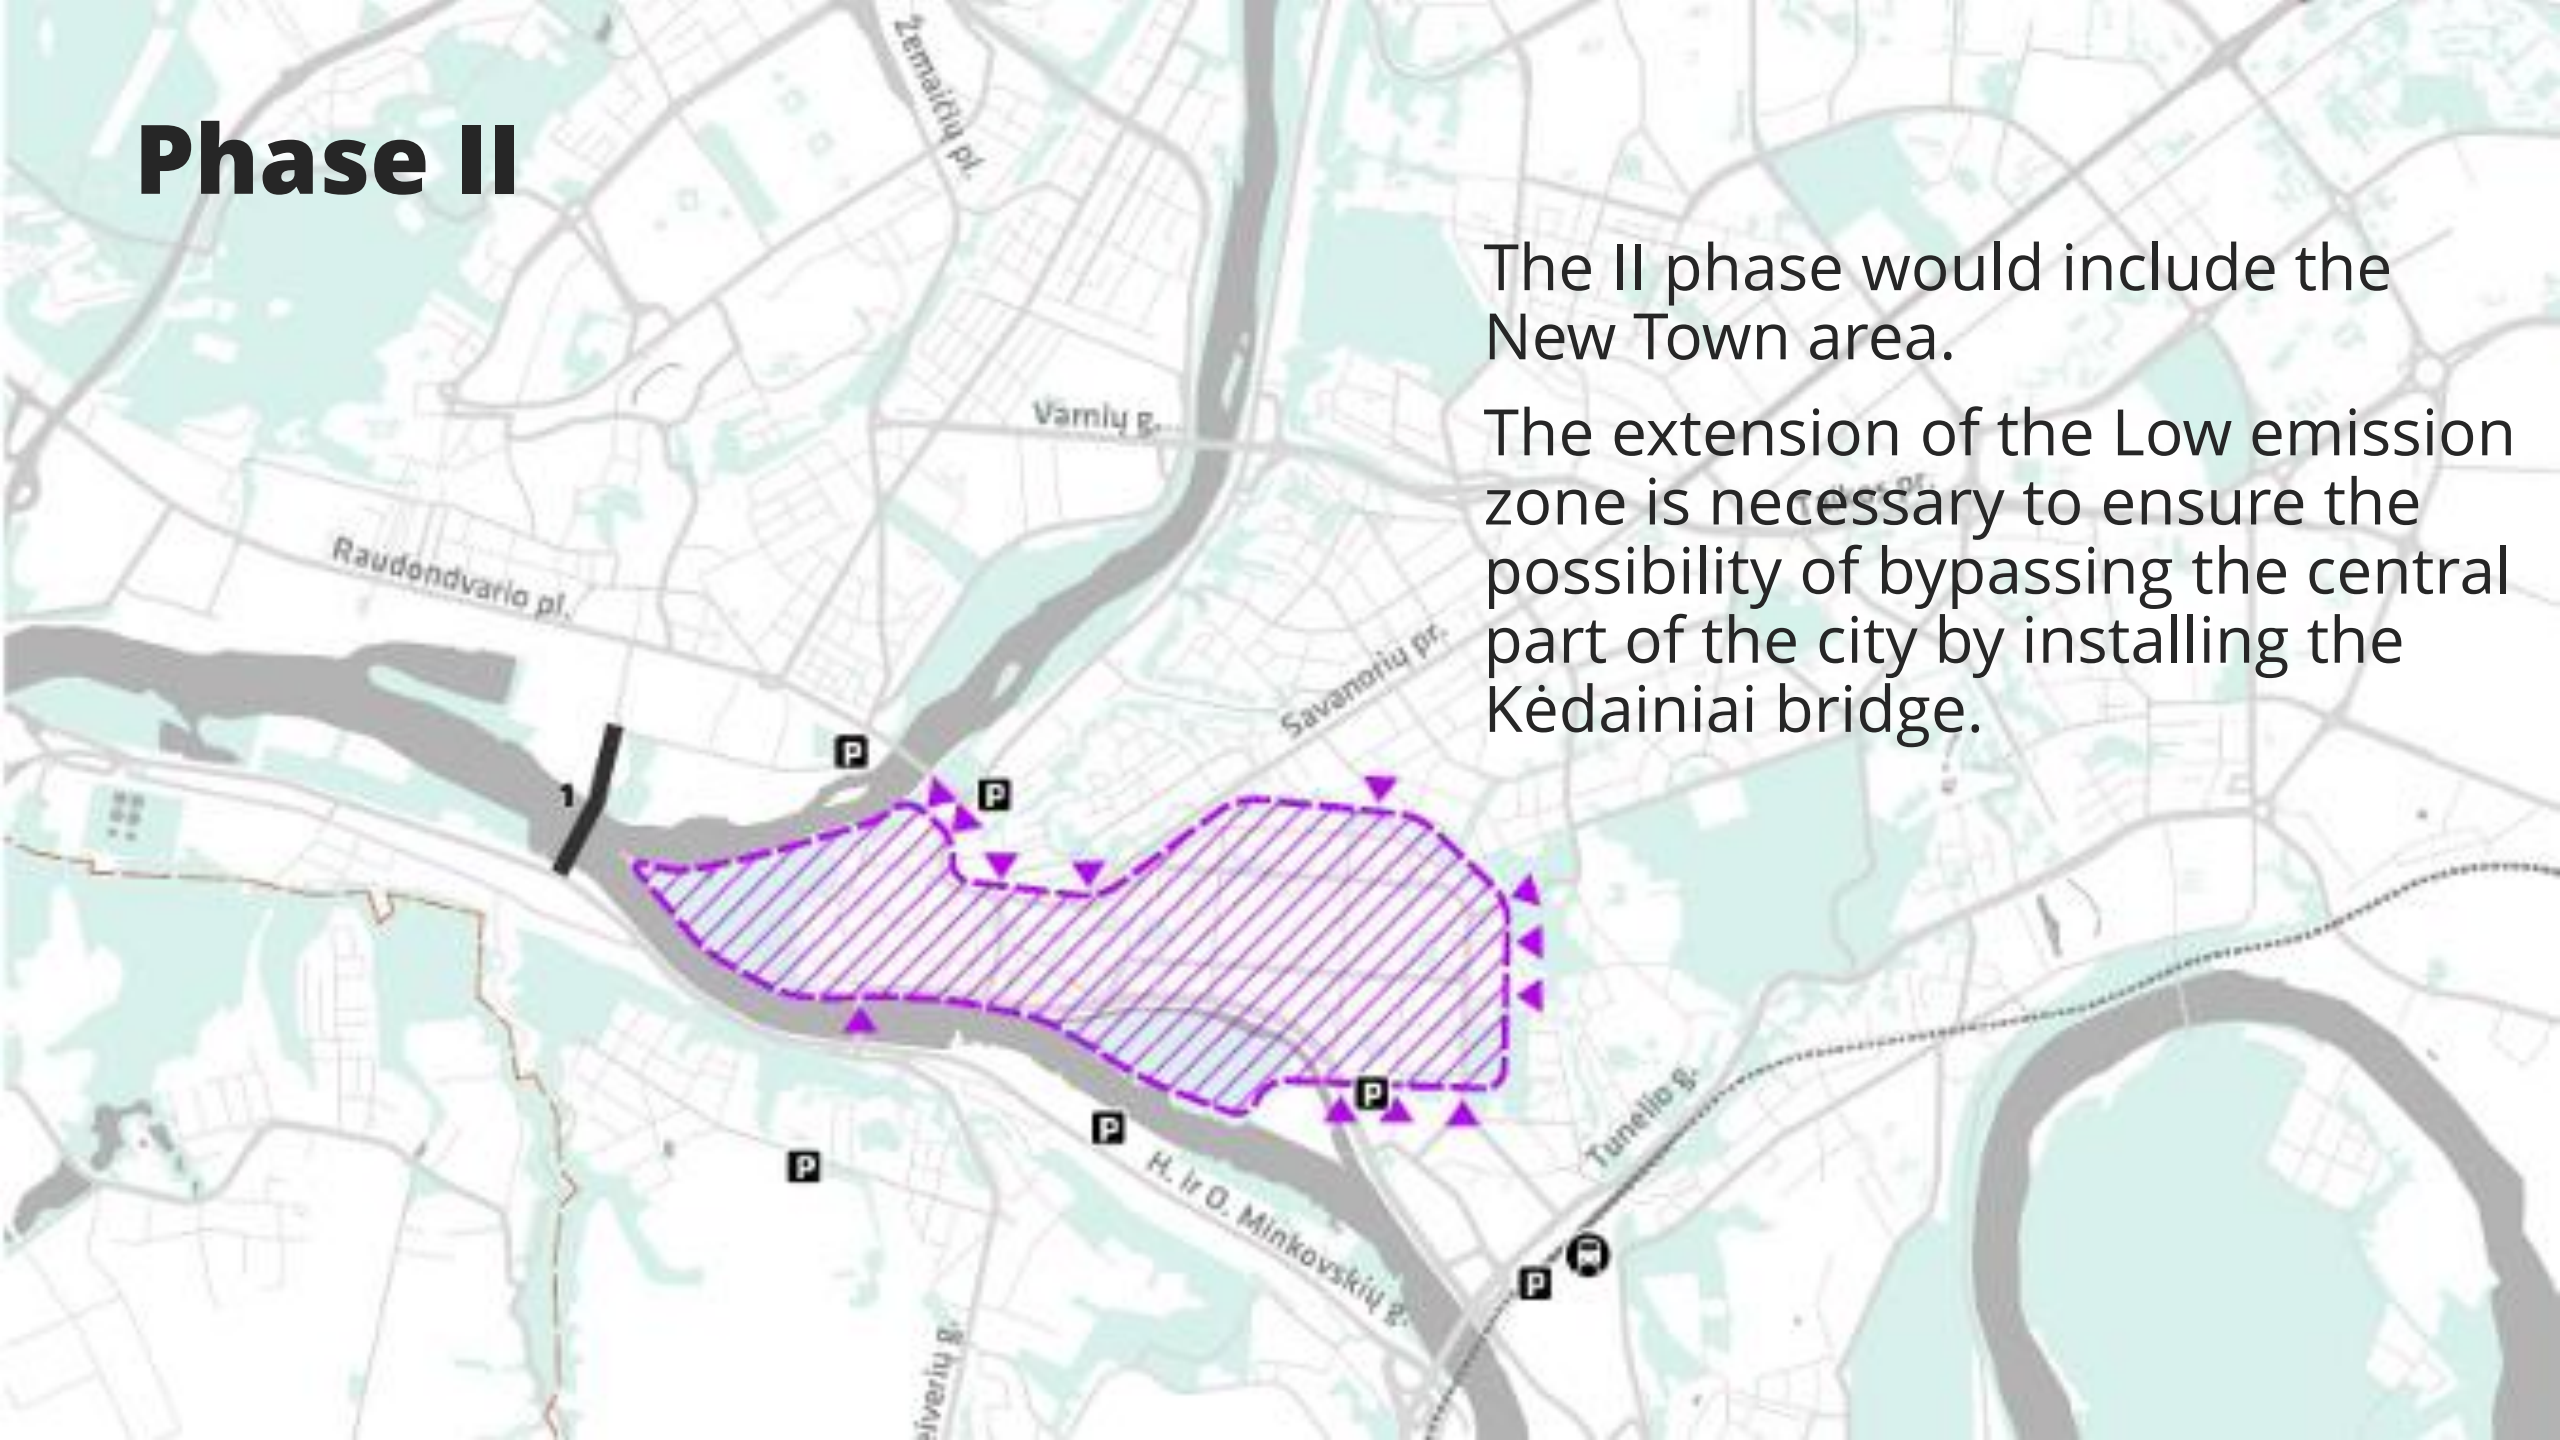 Phase II
The II phase would include the
New Town area.
The extension of the Low emission
zone is necessary to ensure the
possibility of bypassing the central
part of the city by installing the
Kėdainiai bridge.
Žemaičių pl.
Varnių g.
Raudondvario pl.
Savanorių pr.
1
P
P
P
P
P
P
Tunelio g.
H. ir O. Minkovskių g.
eiverių g.